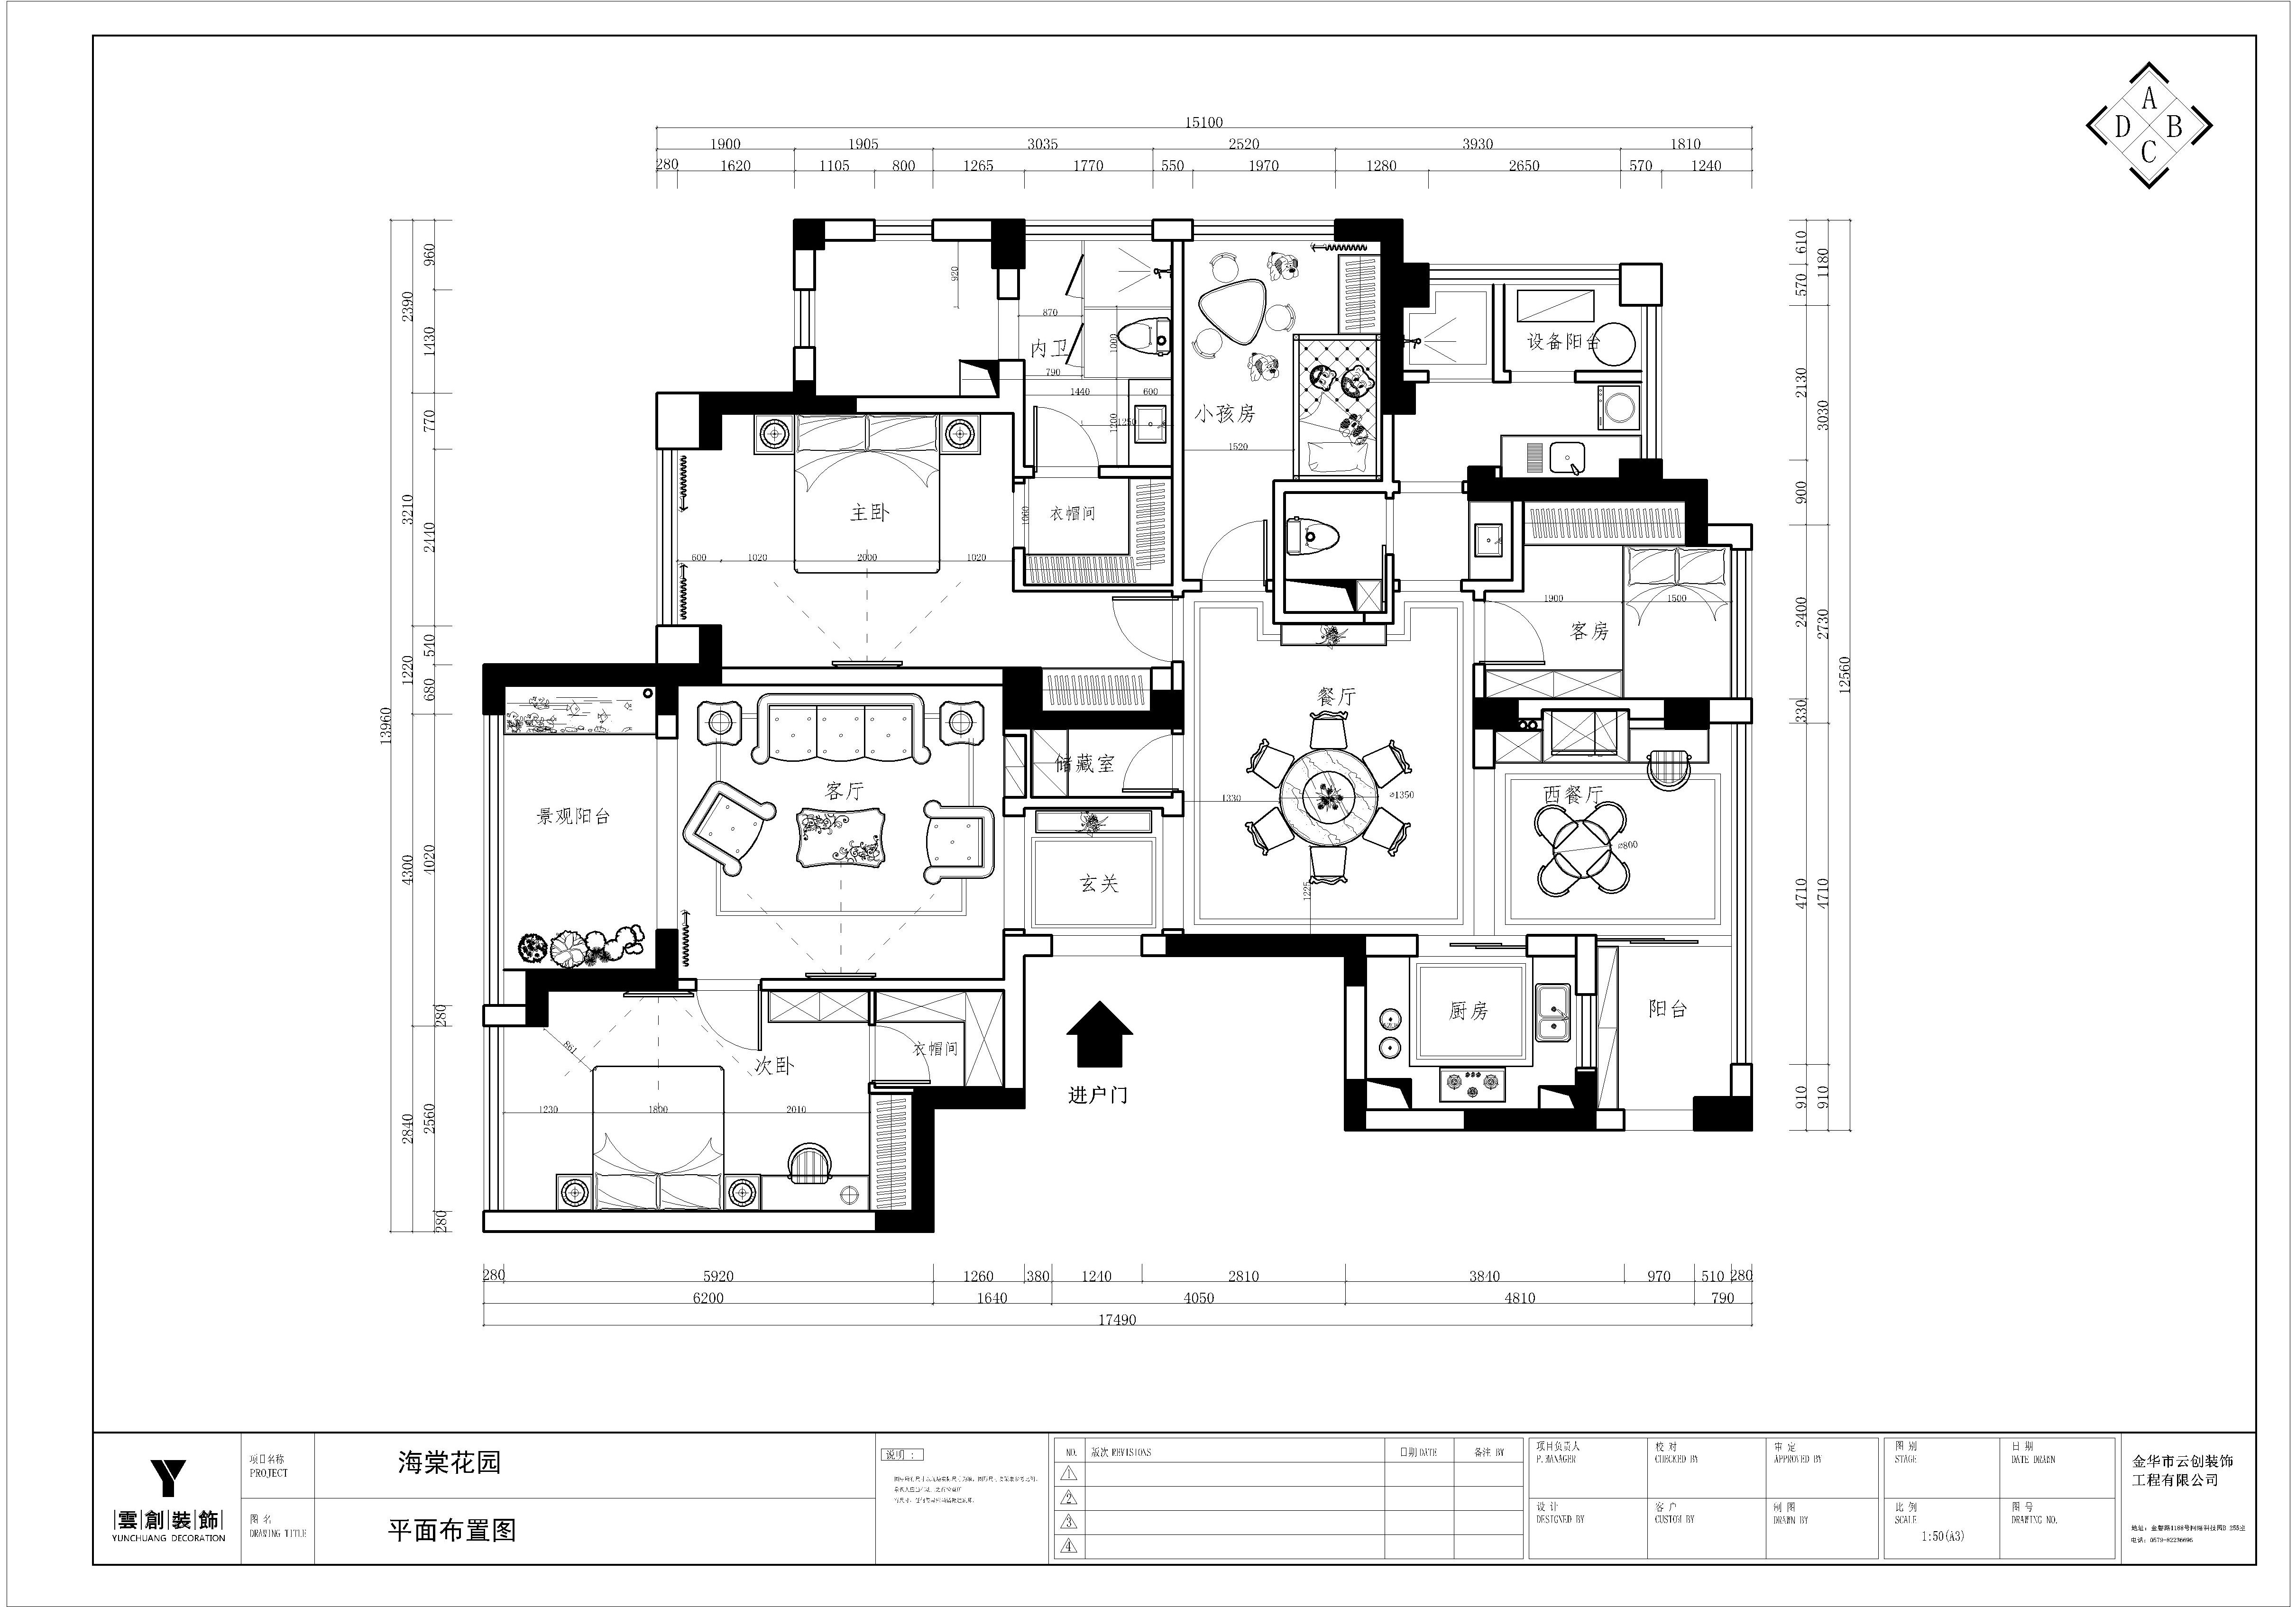 15100
1900 1905 3035 2520 3930 1810
280 1620 1105 800 1265 1770 550 1970 1280 2650 570 1240
A
D B
C
13960
2390 3210 1220 4300 2840
960 1430 770 2440 540 680 4020 280 2560 280
610 570 2130 900 2400 330 4710 910
1180 3030 2730 4710 910
12560
920
870
内卫
1000
790
1440 600
1200
1250
设备阳台
小孩房
1520
主卧
衣帽间
1060
600 1020 2000 1020
1900 1500
客房
餐厅
储藏室
客厅
景观阳台
1330
⌀1350
西餐厅
⌀800
玄关
1225
厨房
阳台
861
次卧
衣帽间
进户门
1230 1800 2010
280 5920 1260 380 1240 2810 3840 970 510 280
6200 1640 4050 4810 790
17490
雲創裝飾
YUNCHUANG DECORATION
项目名称
PROJECT
海棠花园
图 名
DRAWING TITLE
平面布置图
说明 :
NO. 版次 REVISIONS 日期 DATE 备注 BY
1
2
3
4
项目负责人
P.MANAGER
校 对
CHECKED BY
审 定
APPROVED BY
图 别
STAGE
日 期
DATE DRAWN
设 计
DESIGNED BY
客 户
CUSTOM BY
制 图
DRAWN BY
比 例
SCALE
1:50(A3)
图 号
DRAWING NO.
金华市云创装饰
工程有限公司